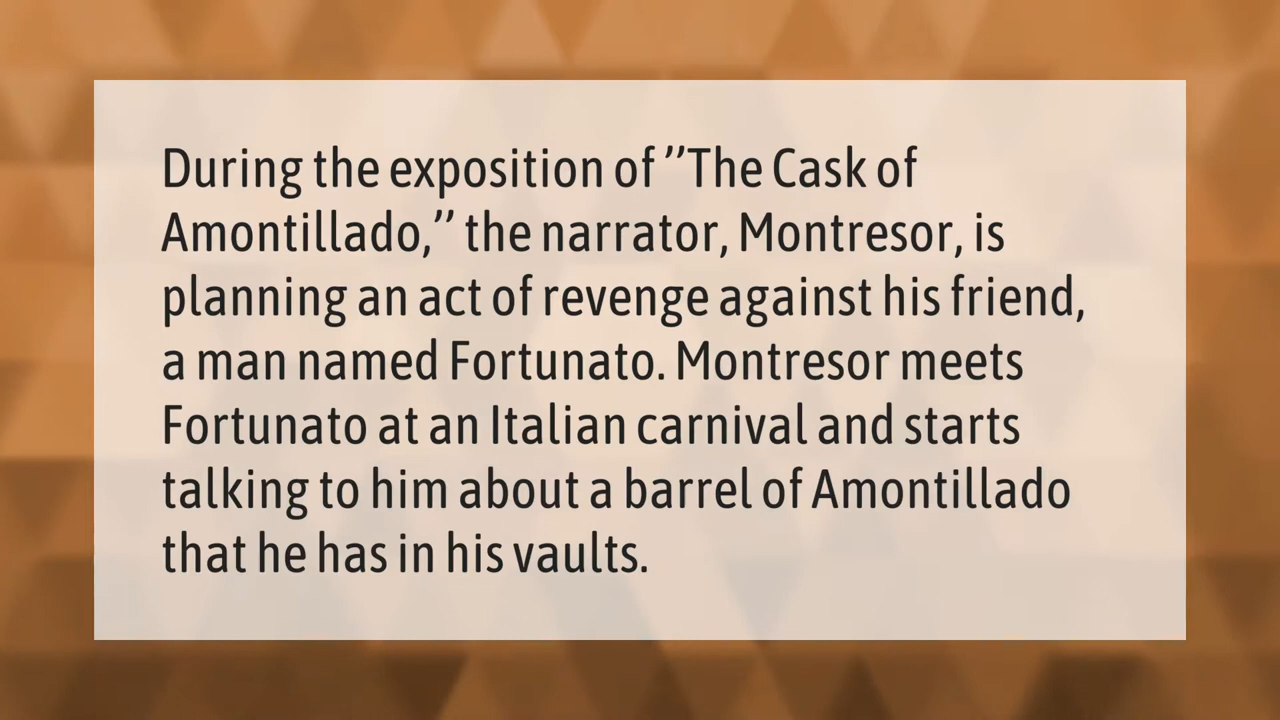 During the exposition of ”The Cask of
Amontillado,” the narrator, Montresor, is
planning an act of revenge against his friend,
a man named Fortunato. Montresor meets
Fortunato at an Italian carnival and starts
talking to him about a barrel of Amontillado
that he has in his vaults.